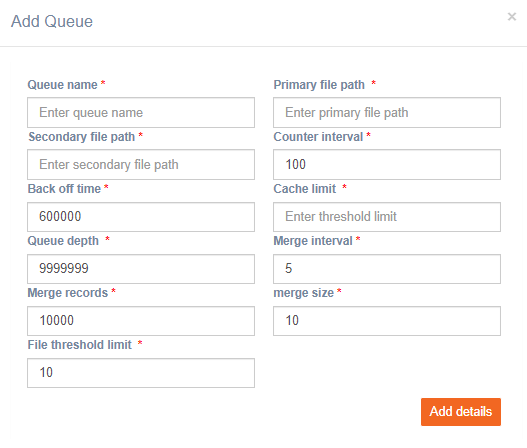 Add Queue ×
Queue name * Primary file path *
Enter queue name Enter primary file path
Secondary file path * Counter interval *
Enter secondary file path 100
Back off time * Cache limit *
600000 Enter threshold limit
Queue depth * Merge interval *
9999999 5
Merge records * merge size *
10000 10
File threshold limit *
10
Add details